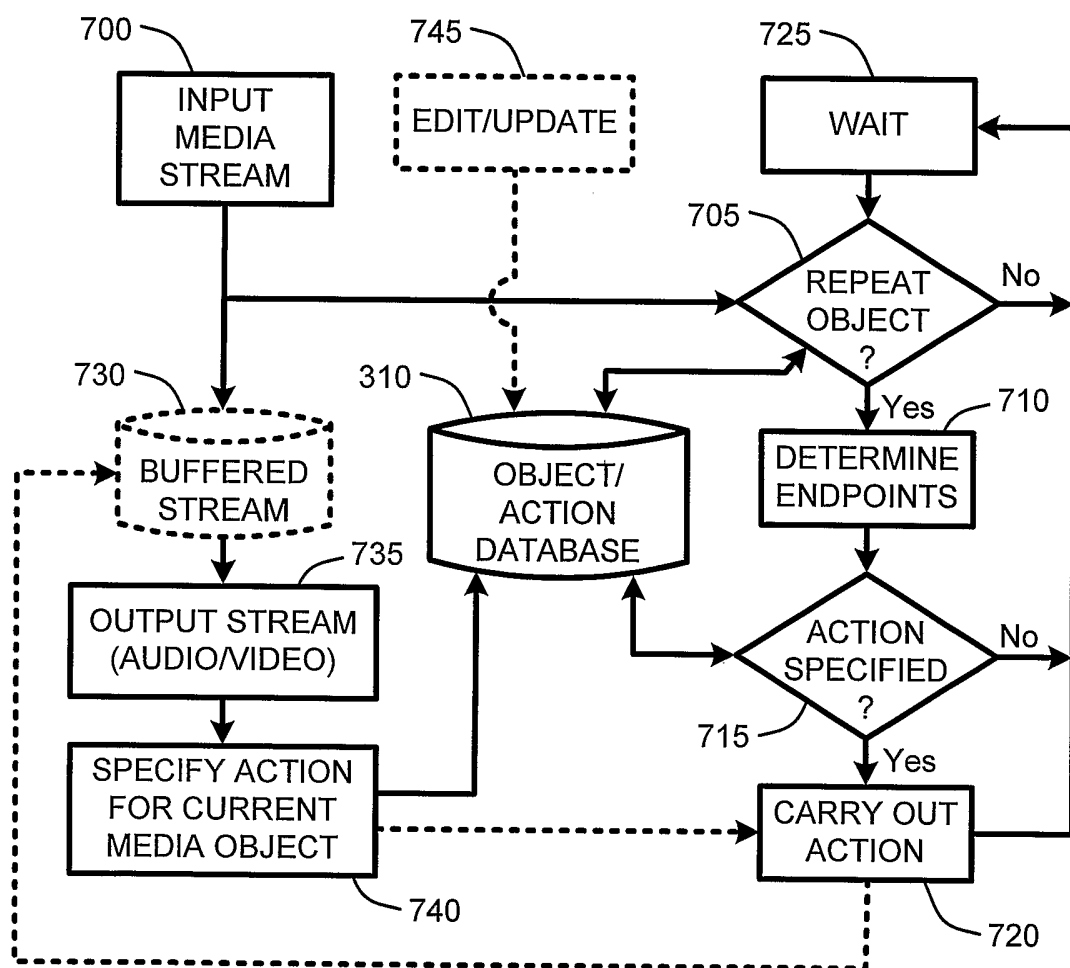 700
INPUT
MEDIA
STREAM
745
EDIT/UPDATE
725
WAIT
705
REPEAT
OBJECT
?
No
Yes
730
BUFFERED
STREAM
310
OBJECT/
ACTION
DATABASE
710
DETERMINE
ENDPOINTS
735
OUTPUT STREAM
(AUDIO/VIDEO)
ACTION
SPECIFIED
?
No
715
Yes
SPECIFY ACTION
FOR CURRENT
MEDIA OBJECT
740
CARRY OUT
ACTION
720